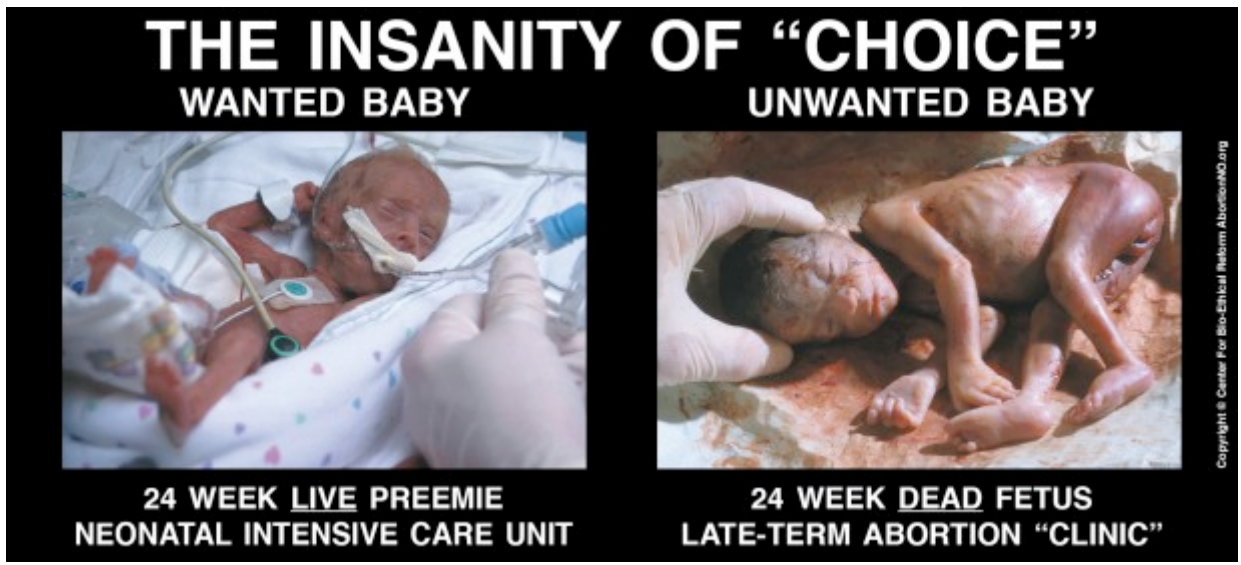 THE INSANITY OF “CHOICE”
WANTED BABY
UNWANTED BABY
24 WEEK LIVE PREEMIE
NEONATAL INTENSIVE CARE UNIT
24 WEEK DEAD FETUS
LATE-TERM ABORTION “CLINIC”
Copyright © Center For Bio-Ethical Reform AbortionNO.org